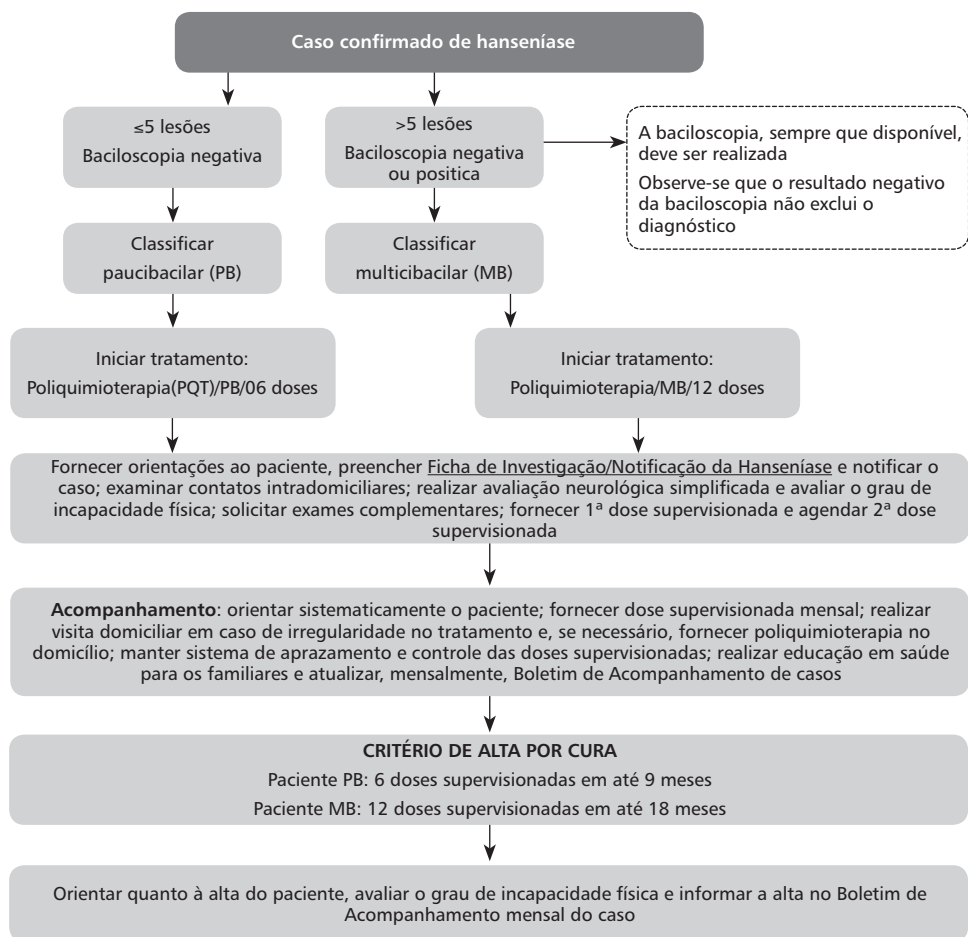 Caso confirmado de hanseníase
≤5 lesões
Baciloscopia negativa
>5 lesões
Baciloscopia negativa
ou positica
A baciloscopia, sempre que disponível,
deve ser realizada
Observe-se que o resultado negativo
da baciloscopia não exclui o
diagnóstico
Classificar
paucibacilar (PB)
Classificar
multicibacilar (MB)
Iniciar tratamento:
Poliquimioterapia(PQT)/PB/06 doses
Iniciar tratamento:
Poliquimioterapia/MB/12 doses
Fornecer orientações ao paciente, preencher Ficha de Investigação/Notificação da Hanseníase e notificar o
caso; examinar contatos intradomiciliares; realizar avaliação neurológica simplificada e avaliar o grau de
incapacidade física; solicitar exames complementares; fornecer 1ª dose supervisionada e agendar 2ª dose
supervisionada
Acompanhamento: orientar sistematicamente o paciente; fornecer dose supervisionada mensal; realizar
visita domiciliar em caso de irregularidade no tratamento e, se necessário, fornecer poliquimioterapia no
domicílio; manter sistema de aprazamento e controle das doses supervisionadas; realizar educação em saúde
para os familiares e atualizar, mensalmente, Boletim de Acompanhamento de casos
CRITÉRIO DE ALTA POR CURA
Paciente PB: 6 doses supervisionadas em até 9 meses
Paciente MB: 12 doses supervisionadas em até 18 meses
Orientar quanto à alta do paciente, avaliar o grau de incapacidade física e informar a alta no Boletim de
Acompanhamento mensal do caso